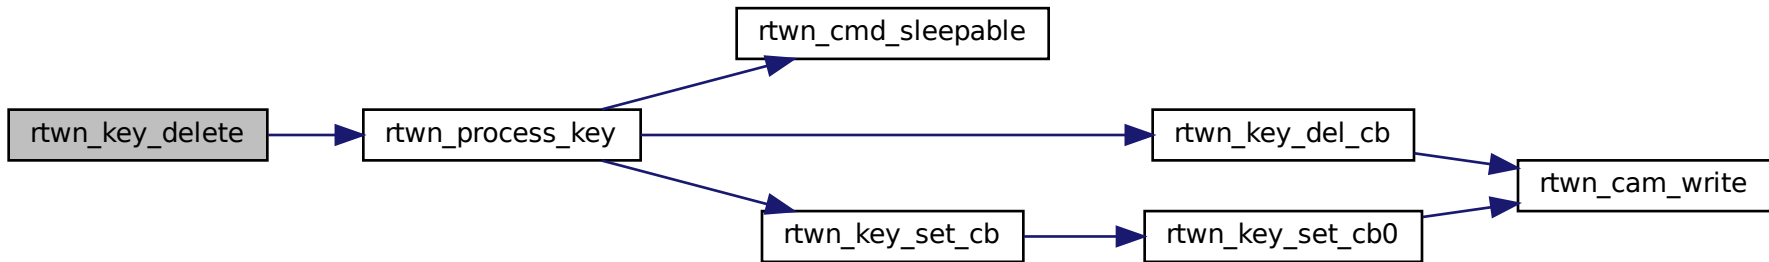 rtwn_cmd_sleepable
rtwn_key_delete
rtwn_process_key
rtwn_key_del_cb
rtwn_cam_write
rtwn_key_set_cb
rtwn_key_set_cb0